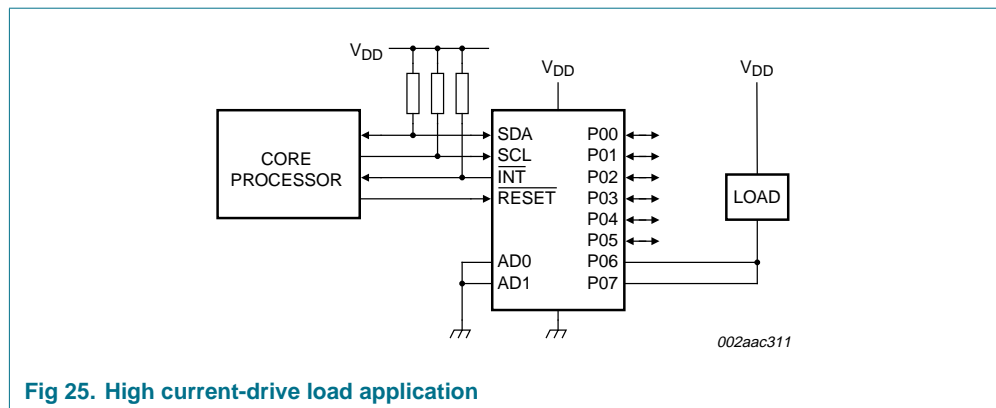 VDD
VDD
VDD
CORE
PROCESSOR
SDA
SCL
INT
RESET
AD0
AD1
P00
P01
P02
P03
P04
P05
P06
P07
LOAD
002aac311
Fig 25. High current-drive load application